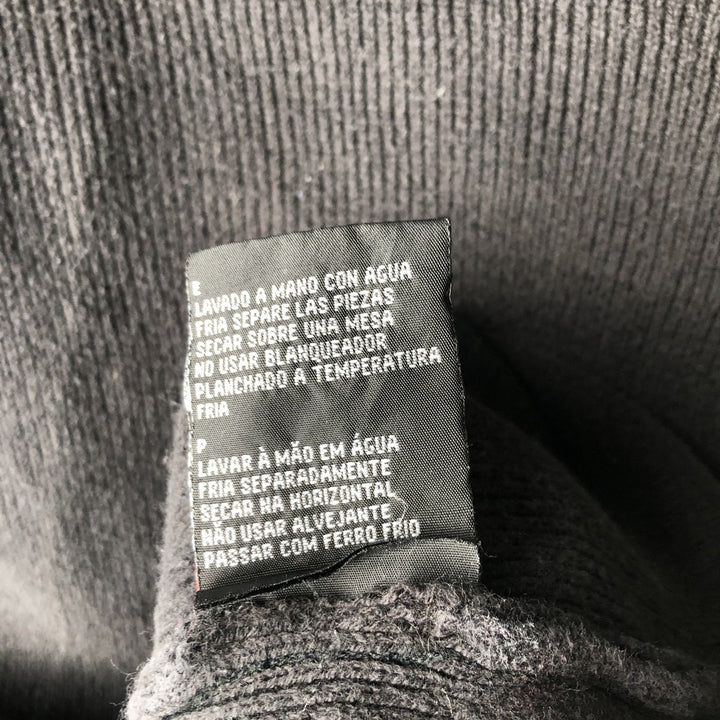 E
LAVADO A MANO CON AGUA
FRIA SEPARE LAS PIEZAS
SECAR SOBRE UNA MESA
NO USAR BLANQUEADOR
PLANCHADO A TEMPERATURA
FRIA
P
LAVAR À MÃO EM ÁGUA
FRIA SEPARADAMENTE
SECAR NA HORIZONTAL
NÃO USAR ALVEJANTE
PASSAR COM FERRO FRIO